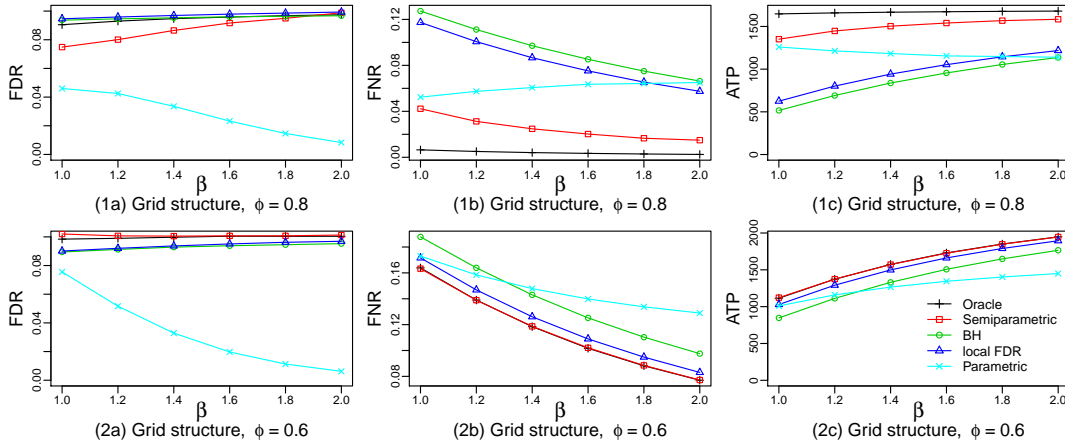 FDR
0.00 0.04 0.08
1.0 1.2 1.4 1.6 1.8 2.0
β
(1a) Grid structure, ϕ = 0.8
FNR
0.00 0.04 0.08 0.12
1.0 1.2 1.4 1.6 1.8 2.0
β
(1b) Grid structure, ϕ = 0.8
ATP
0 500 1000 1500
1.0 1.2 1.4 1.6 1.8 2.0
β
(1c) Grid structure, ϕ = 0.8
FDR
0.00 0.04 0.08
1.0 1.2 1.4 1.6 1.8 2.0
β
(2a) Grid structure, ϕ = 0.6
FNR
0.08 0.12 0.16
1.0 1.2 1.4 1.6 1.8 2.0
β
(2b) Grid structure, ϕ = 0.6
ATP
0 500 1000 1500 2000
Oracle
Semiparametric
BH
local FDR
Parametric
1.0 1.2 1.4 1.6 1.8 2.0
β
(2c) Grid structure, ϕ = 0.6